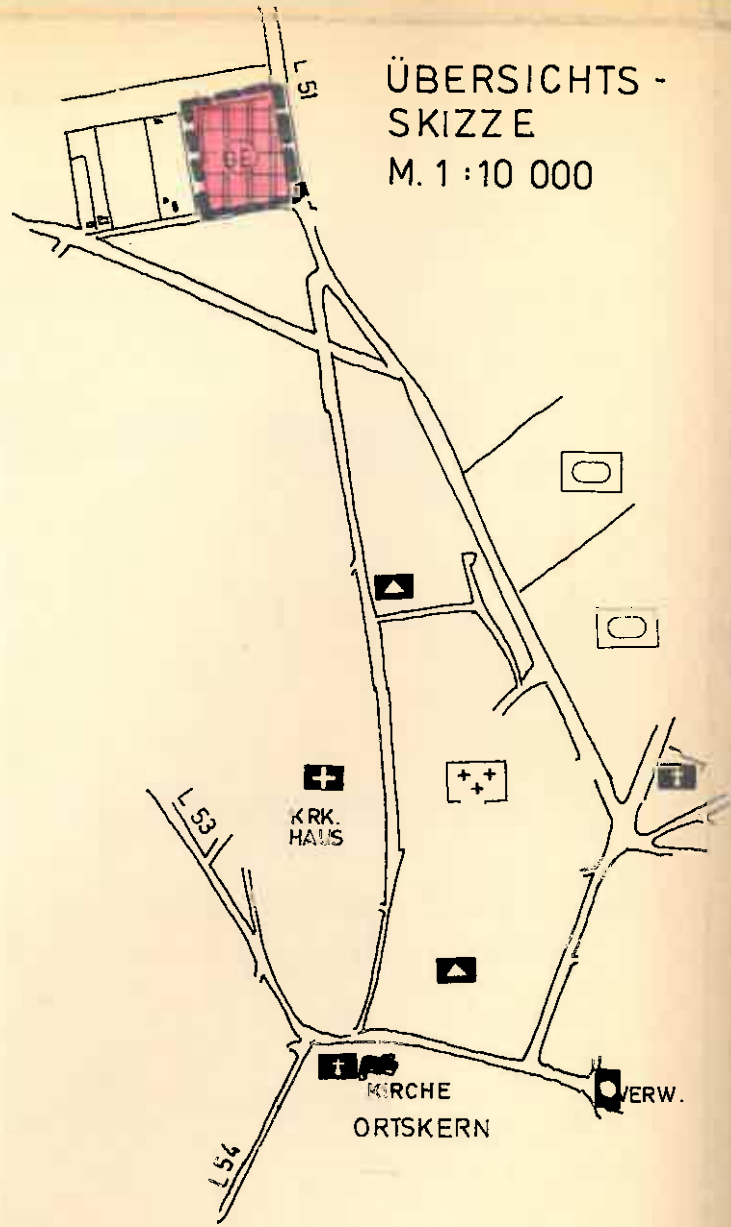 ÜBERSICHTS -
SKIZZE
M. 1 : 10 000
L 51
GE
KRK.
HAUS
L 53
KIRCHE
VERW.
ORTSKERN
L 54